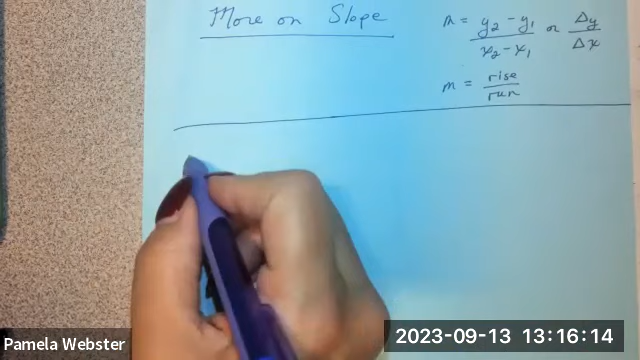 More on Slope
m = y₂ - y₁ / x₂ - x₁ or Δy / Δx
m = rise / run
Pamela Webster
2023-09-13 13:16:14